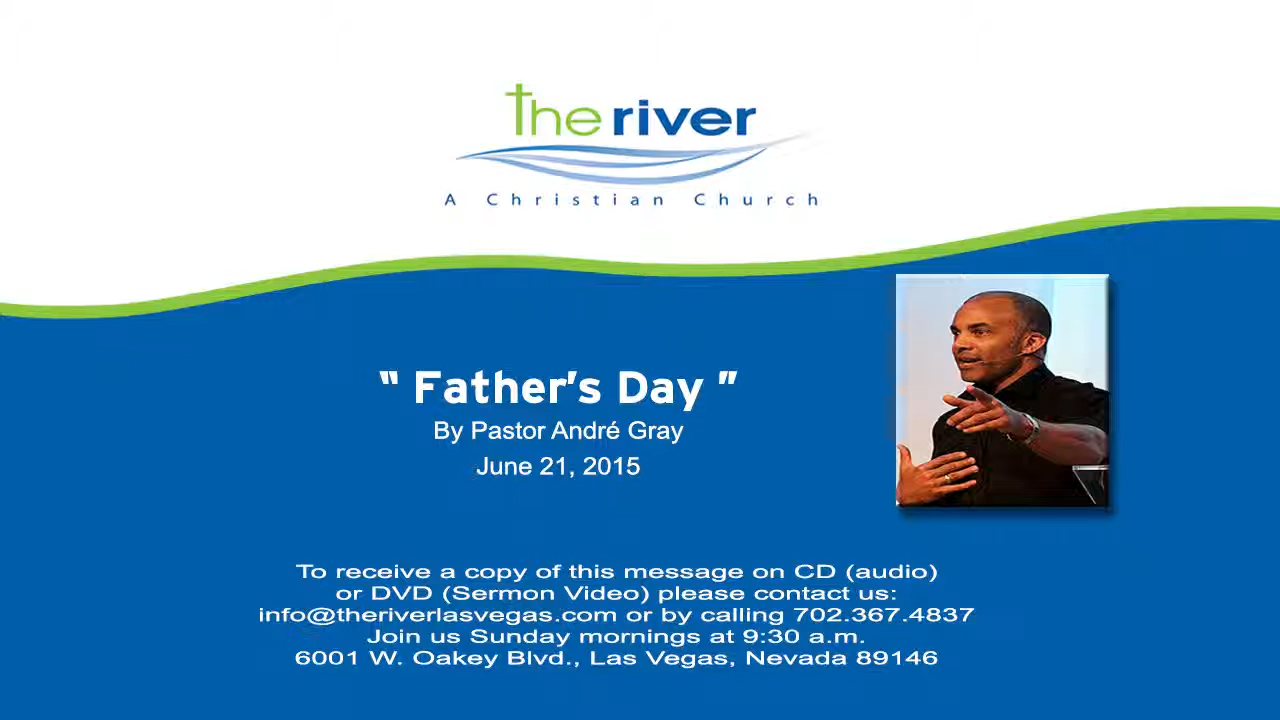 the river
A Christian Church
“ Father’s Day ”
By Pastor André Gray
June 21, 2015
To receive a copy of this message on CD (audio)
or DVD (Sermon Video) please contact us:
info@theriverlasvegas.com or by calling 702.367.4837
Join us Sunday mornings at 9:30 a.m.
6001 W. Oakey Blvd., Las Vegas, Nevada 89146